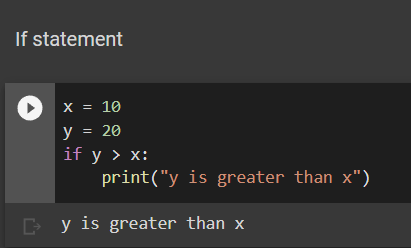 If statement
x = 10
y = 20
if y > x:
    print("y is greater than x")
y is greater than x